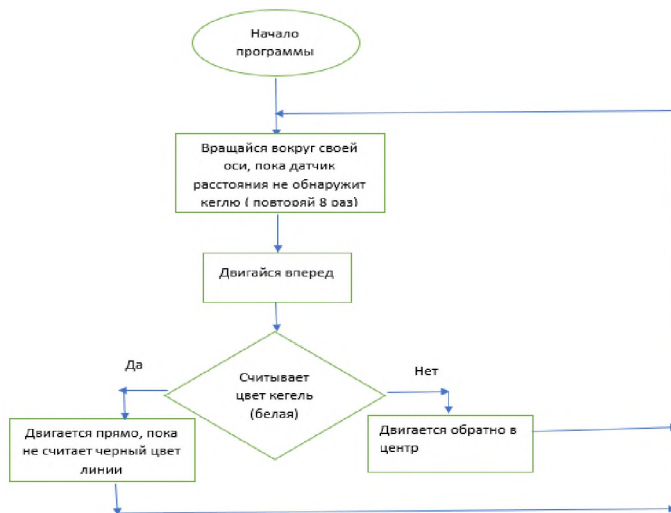 Начало
программы
Вращайся вокруг своей
оси, пока датчик
расстояния не обнаружит
кеглю ( повторяй 8 раз)
Двигайся вперед
Да
Считывает
цвет кегель
(белая)
Нет
Двигается прямо, пока
не считает черный цвет
линии
Двигается обратно в
центр